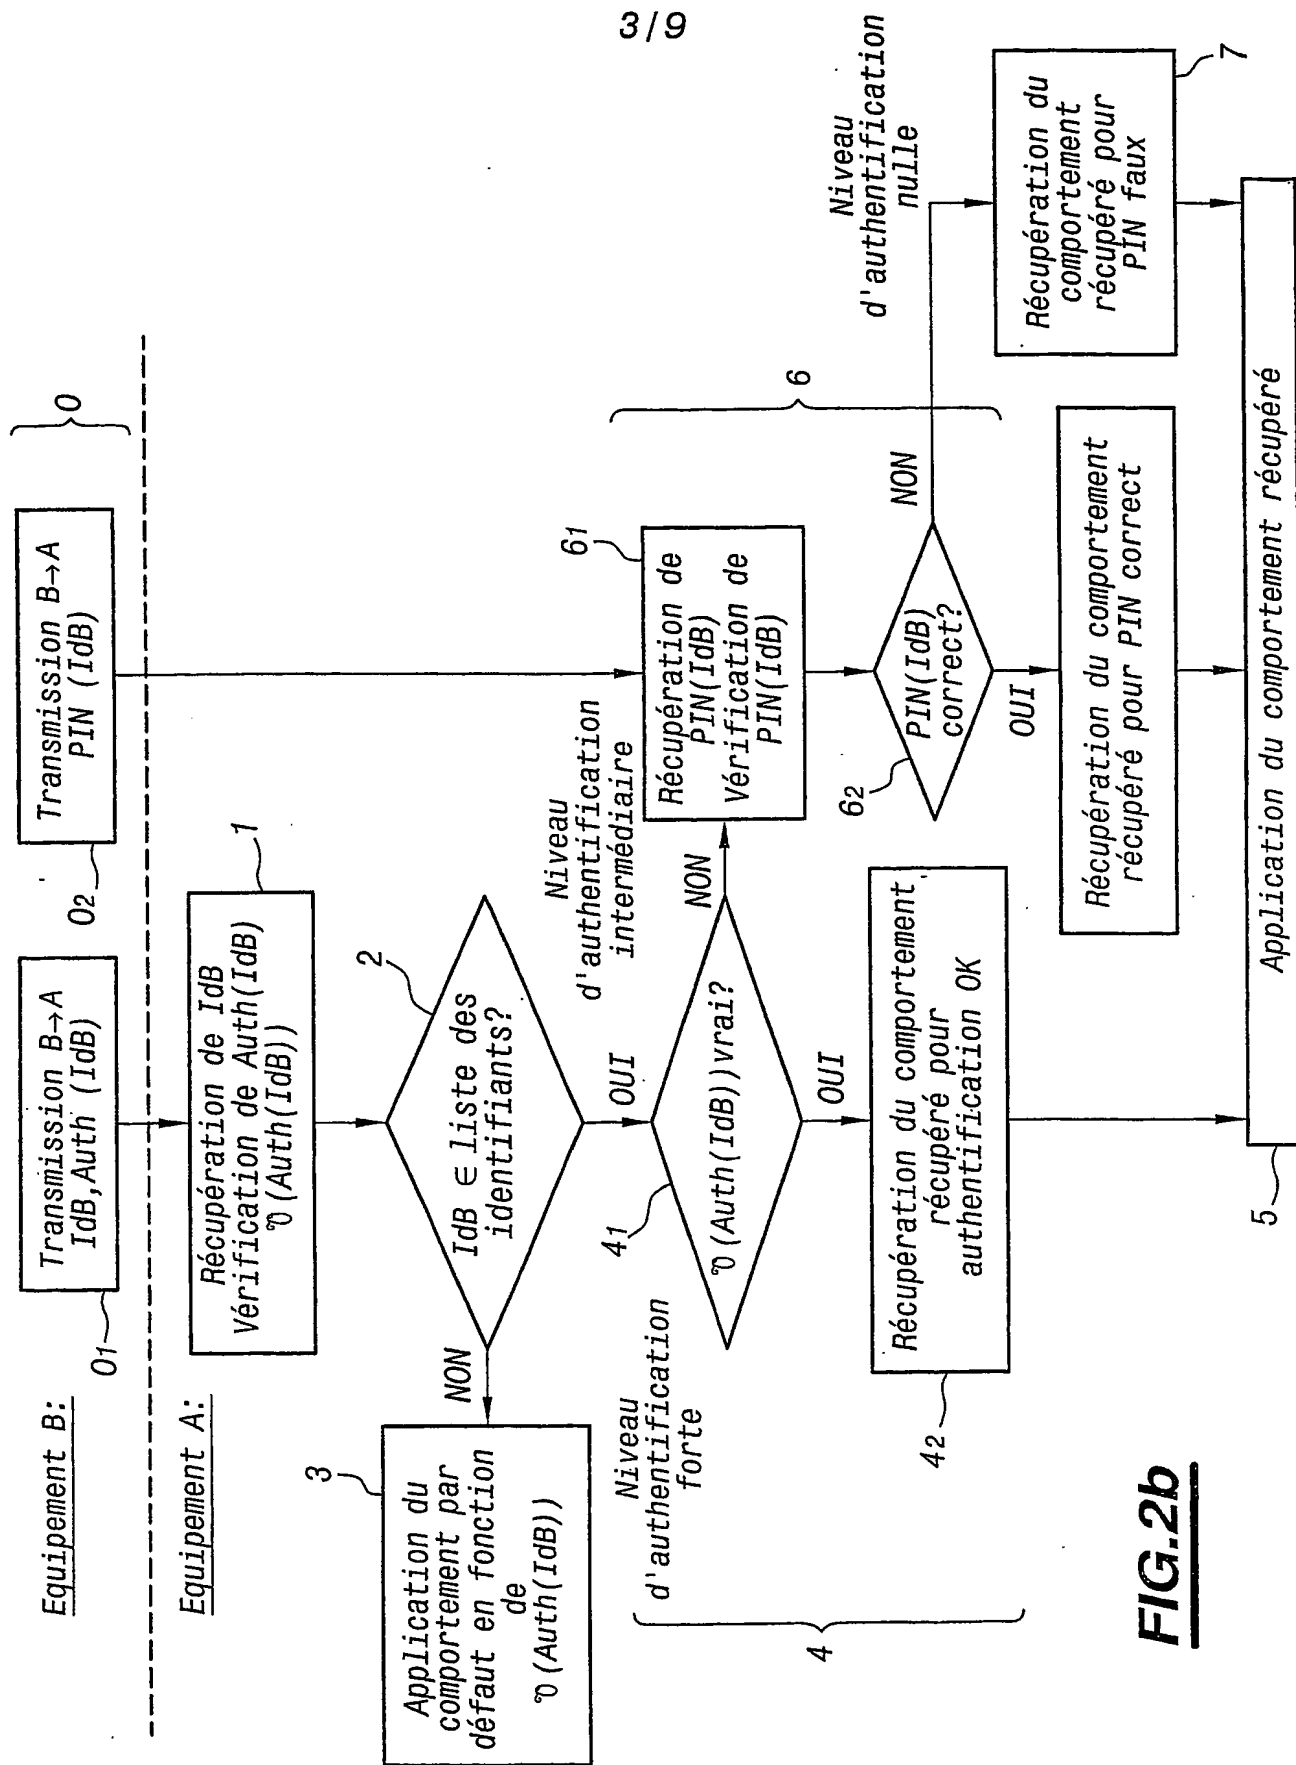 3/9
Equipement B:
Transmission B→A
IdB,Auth (IdB)
01
Transmission B→A
PIN (IdB)
02
0
Equipement A:
Récupération de IdB
Vérification de Auth(IdB)
V(Auth(IdB))
1
IdB ∈ liste des
identifiants?
2
NON
OUI
3
Application du
comportement par
défaut en fonction
de
V(Auth(IdB))
Niveau
d'authentification
forte
4
V(Auth(IdB))vrai?
41
NON
OUI
Récupération du comportement
récupéré pour
authentification OK
42
Niveau
d'authentification
intermédiaire
Récupération de
PIN(IdB)
Vérification de
PIN(IdB)
61
6
PIN(IdB)
correct?
62
NON
OUI
Récupération du comportement
récupéré pour PIN correct
Niveau
d'authentification
nulle
Récupération du
comportement
récupéré pour
PIN faux
7
Application du comportement récupéré
5
FIG.2b